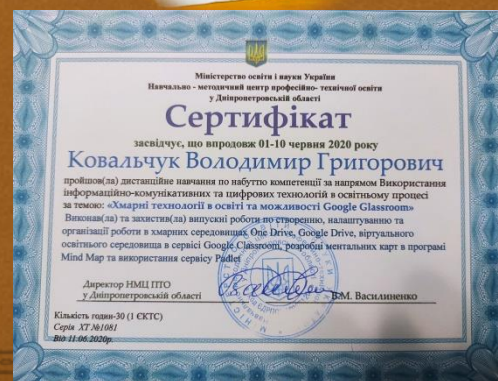 Міністерство освіти і науки України
Навчально - методичний центр професійно- технічної освіти
у Дніпропетровській області
Сертифікат
засвідчує, що впродовж 01-10 червня 2020 року
Ковальчук Володимир Григорович
пройшов(ла) дистанційне навчання по набуттю компетенції за напрямом Використання
інформаційно-комунікативних та цифрових технологій в освітньому процесі
за темою: «Хмарні технології в освіті та можливості Google Glassroom»
Виконав(ла) та захистив(ла) випускні роботи по створенню, налаштуванню та
організації роботи в хмарних середовищах One Drive, Google Drive, віртуального
освітнього середовища в сервісі Google Classroom, розробці ментальних карт в програмі
Mind Map та використання сервісу Padlet
Директор НМЦ ПТО
у Дніпропетровській області В.М. Василиненко
Кількість годин-30 (1 ЄКТС)
Серія ХТ №1081
Від 11.06.2020р.